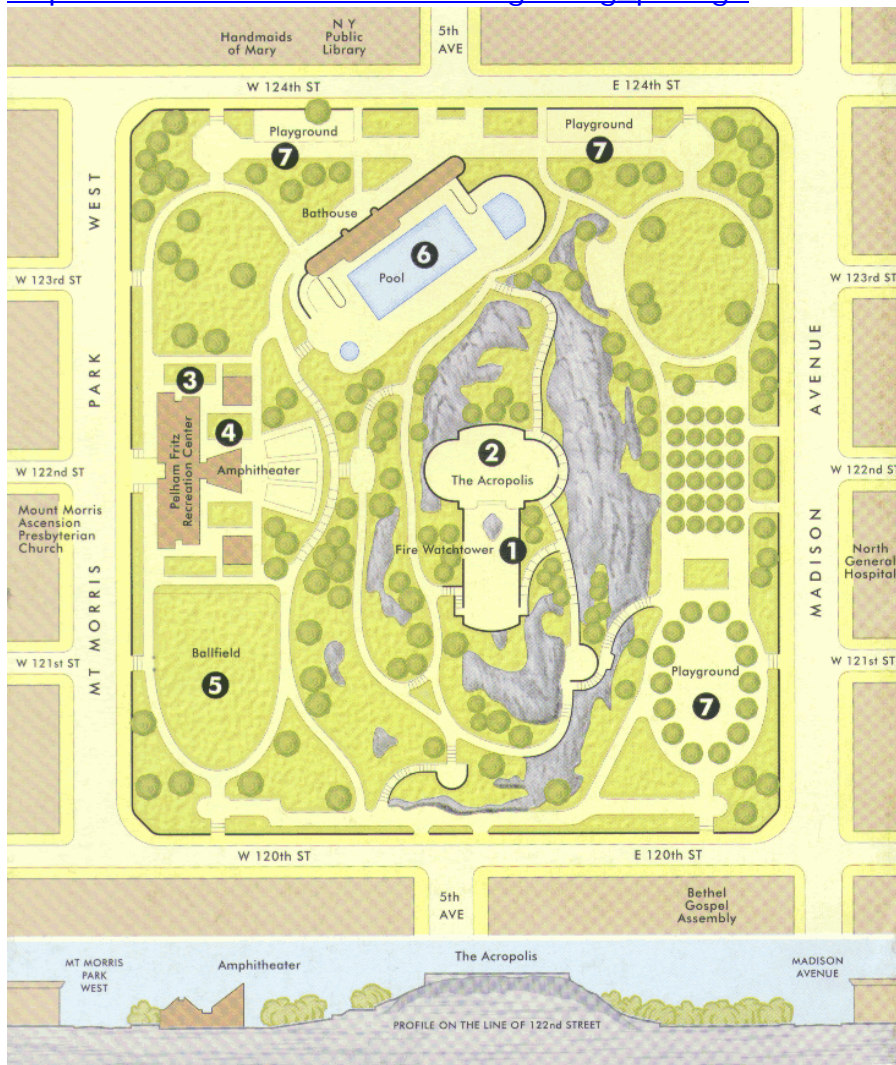 Handmaids
of Mary
N Y
Public
Library
5th
AVE
W 124th ST
E 124th ST
Playground
7
Playground
7
WEST
Bathouse
6
Pool
W 123rd ST
W 123rd ST
PARK
AVENUE
3
4
Pelham Fritz
Recreation Center
Amphitheater
2
The Acropolis
W 122nd ST
W 122nd ST
Mount Morris
Ascension
Presbyterian
Church
Fire Watchtower
1
MADISON
North
General
Hospital
MT MORRIS
Ballfield
5
Playground
7
W 121st ST
W 121st ST
W 120th ST
E 120th ST
5th
AVE
Bethel
Gospel
Assembly
MT MORRIS
PARK
WEST
Amphitheater
The Acropolis
MADISON
AVENUE
PROFILE ON THE LINE OF 122nd STREET